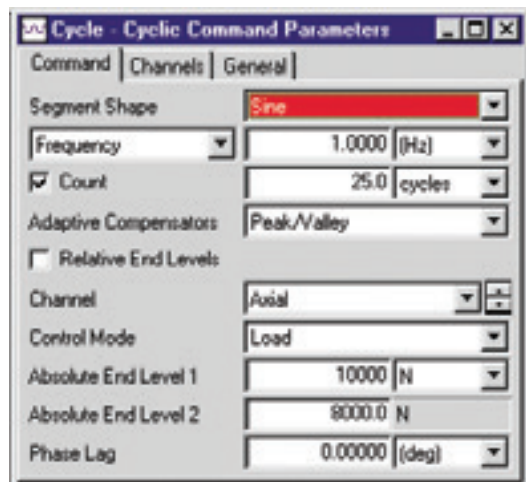 Cycle - Cyclic Command Parameters
Command Channels General
Segment Shape Sine
Frequency 1.0000 (Hz)
Count 25.0 cycles
Adaptive Compensators Peak/Valley
Relative End Levels
Channel Axial
Control Mode Load
Absolute End Level 1 10000 N
Absolute End Level 2 8000.0 N
Phase Lag 0.00000 (deg)